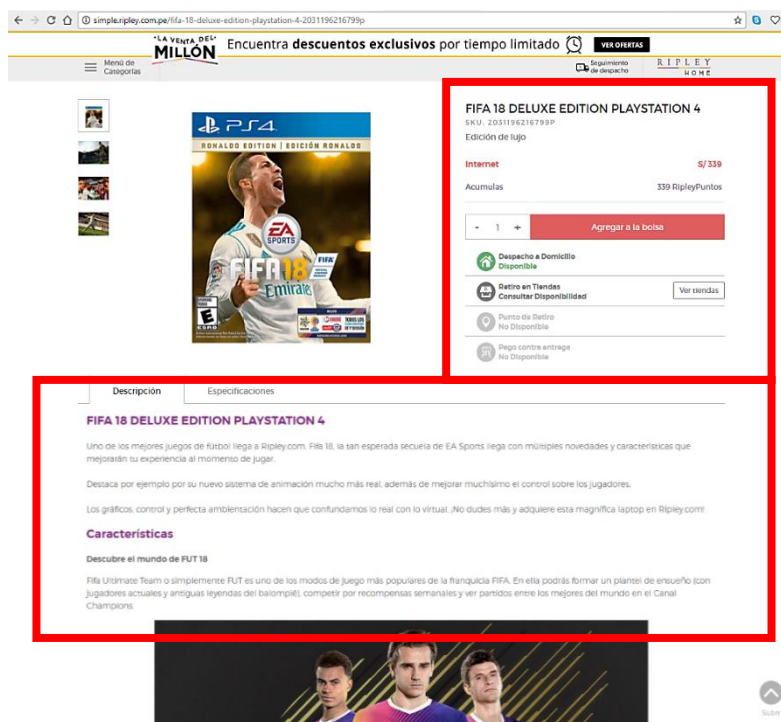 simple.ripley.com.pe/fifa-18-deluxe-edition-playstation-4-2031196216799p
"LA VENTA DEL"
MILLÓN
Encuentra descuentos exclusivos por tiempo limitado
VER OFERTAS
Menú de
Categorías
Seguimiento
de despacho
RIPLEY
HOME
FIFA 18 DELUXE EDITION PLAYSTATION 4
SKU. 2031196216799P
Edición de lujo
Internet S/ 339
Acumulas 339 RipleyPuntos
- 1 + Agregar a la bolsa
Despacho a Domicilio
Disponible
Retiro en Tiendas
Consultar Disponibilidad
Ver tiendas
Punto de Retiro
No Disponible
Pago contra entrega
No Disponible
PS4
RONALDO EDITION | EDICIÓN RONALDO
EA
SPORTS
FIFA 18
FIFA
Fly
Emirates
E
Descripción Especificaciones
FIFA 18 DELUXE EDITION PLAYSTATION 4
Uno de los mejores juegos de fútbol llega a Ripley.com. Fifa 18, la tan esperada secuela de EA Sports llega con múltiples novedades y características que
mejorarán tu experiencia al momento de jugar.
Destaca por ejemplo por su nuevo sistema de animación mucho más real, además de mejorar muchísimo el control sobre los jugadores.
Los gráficos, control y perfecta ambientación hacen que confundamos lo real con lo virtual. ¡No dudes más y adquiere esta magnífica laptop en Ripley.com!
Características
Descubre el mundo de FUT 18
Fifa Ultimate Team o simplemente FUT es uno de los modos de juego más populares de la franquicia FIFA. En ella podrás formar un plantel de ensueño (con
jugadores actuales y antiguas leyendas del balompié), competir por recompensas semanales y ver partidos entre los mejores del mundo en el Canal
Champions.
Subir